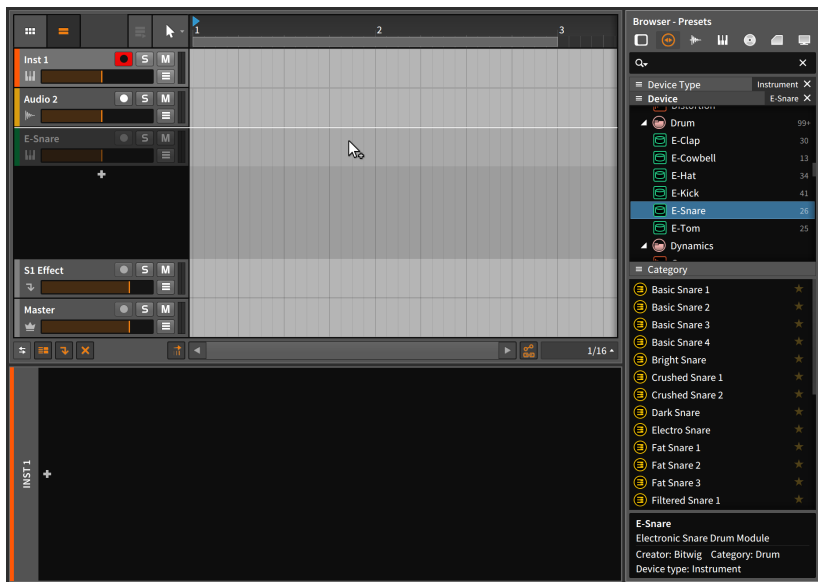 1
2
3
Inst 1
S M
Audio 2
S M
E-Snare
S M
S1 Effect
S M
Master
S M
1/16
INST 1
Browser - Presets
Device Type Instrument
Device E-Snare
Distortion
Drum 99+
E-Clap 30
E-Cowbell 13
E-Hat 34
E-Kick 41
E-Snare 26
E-Tom 25
Dynamics
Category
Basic Snare 1
Basic Snare 2
Basic Snare 3
Basic Snare 4
Bright Snare
Crushed Snare 1
Crushed Snare 2
Dark Snare
Electro Snare
Fat Snare 1
Fat Snare 2
Fat Snare 3
Filtered Snare 1
E-Snare
Electronic Snare Drum Module
Creator: Bitwig Category: Drum
Device type: Instrument